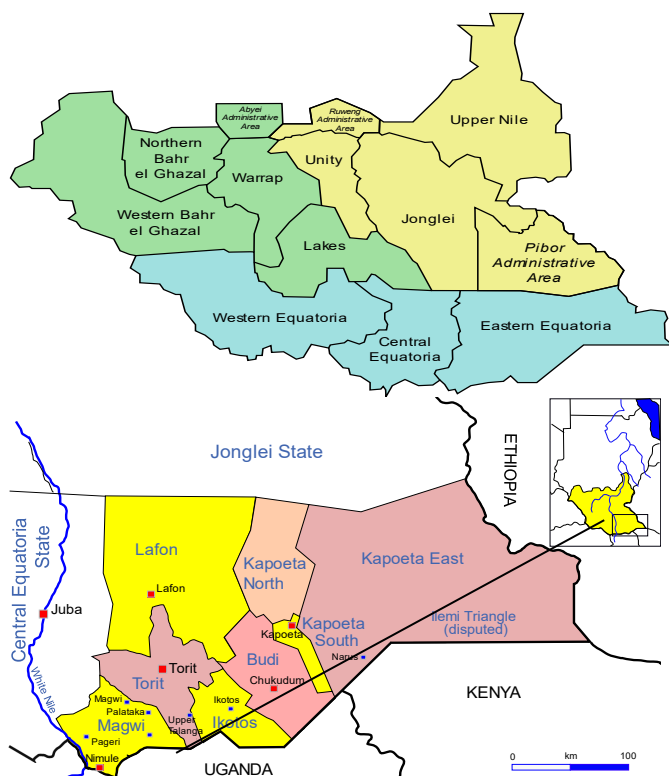 Abyei
Administrative
Area
Ruweng
Administrative
Area
Upper Nile
Northern
Bahr
el Ghazal
Warrap
Unity
Western Bahr
el Ghazal
Jonglei
Lakes
Pibor
Administrative
Area
Western Equatoria
Central
Equatoria
Eastern Equatoria
Jonglei State
ETHIOPIA
Central Equatoria
State
Lafon
Kapoeta
North
Kapoeta East
Lafon
Juba
Kapoeta
Kapoeta
South
Ilemi Triangle
(disputed)
Budi
Narus
Torit
Torit
Chukudum
White Nile
Magwi
Palataka
Magwi
Upper
Talanga
Ikotos
Ikotos
Pageri
Nimule
KENYA
UGANDA
0 km 100